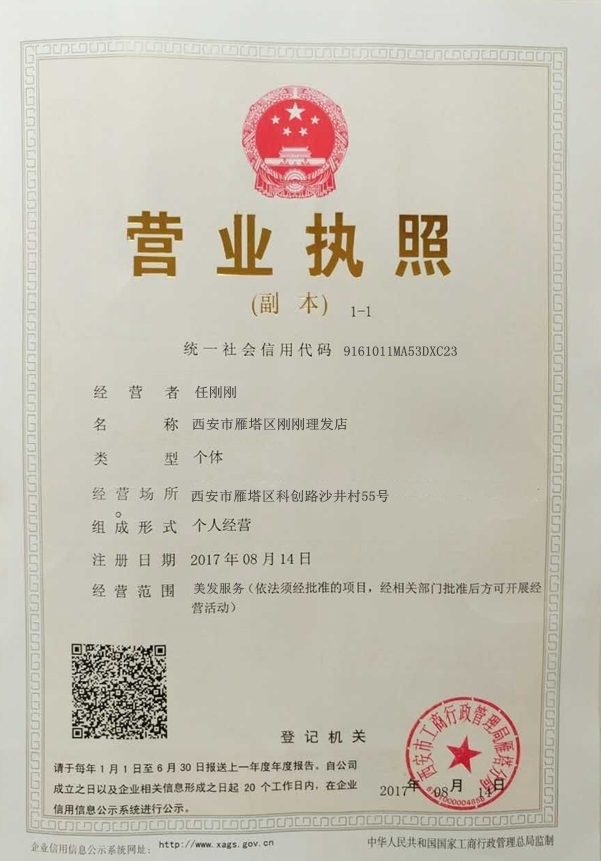 营业执照
(副 本) 1-1
统一社会信用代码 9161011MA53DXC23
经营者 任刚刚
名称 西安市雁塔区刚刚理发店
类型 个体
经营场所 西安市雁塔区科创路沙井村55号
。
组成形式 个人经营
注册日期 2017年08月14日
经营范围 美发服务(依法须经批准的项目,经相关部门批准后方可开展经
营活动)
西安市工商行政管理局雁塔分局
登记机关
2017年08月14日
请于每年1月1日至6月30日报送上一年度年度报告。自公司
成立之日以及企业相关信息形成之日起20个工作日内,在企业
信用信息公示系统进行公示。
企业信用信息公示系统网址: http://www.xags.gov.cn
中华人民共和国国家工商行政管理总局监制